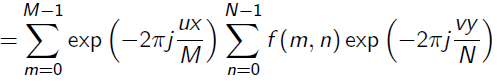 = \sum_{m=0}^{M-1} \exp\left(-2\pi j \frac{ux}{M}\right) \sum_{n=0}^{N-1} f(m, n) \exp\left(-2\pi j \frac{vy}{N}\right)